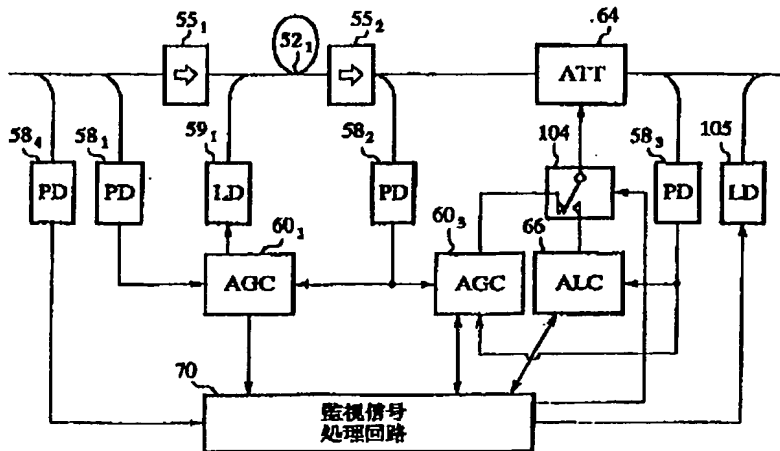 55₁
55₂
64
52₁
ATT
58₄
58₁
59₁
58₂
104
58₃
105
PD
PD
LD
PD
PD
LD
60₁
60₃
66
AGC
AGC
ALC
70
監視信号
処理回路